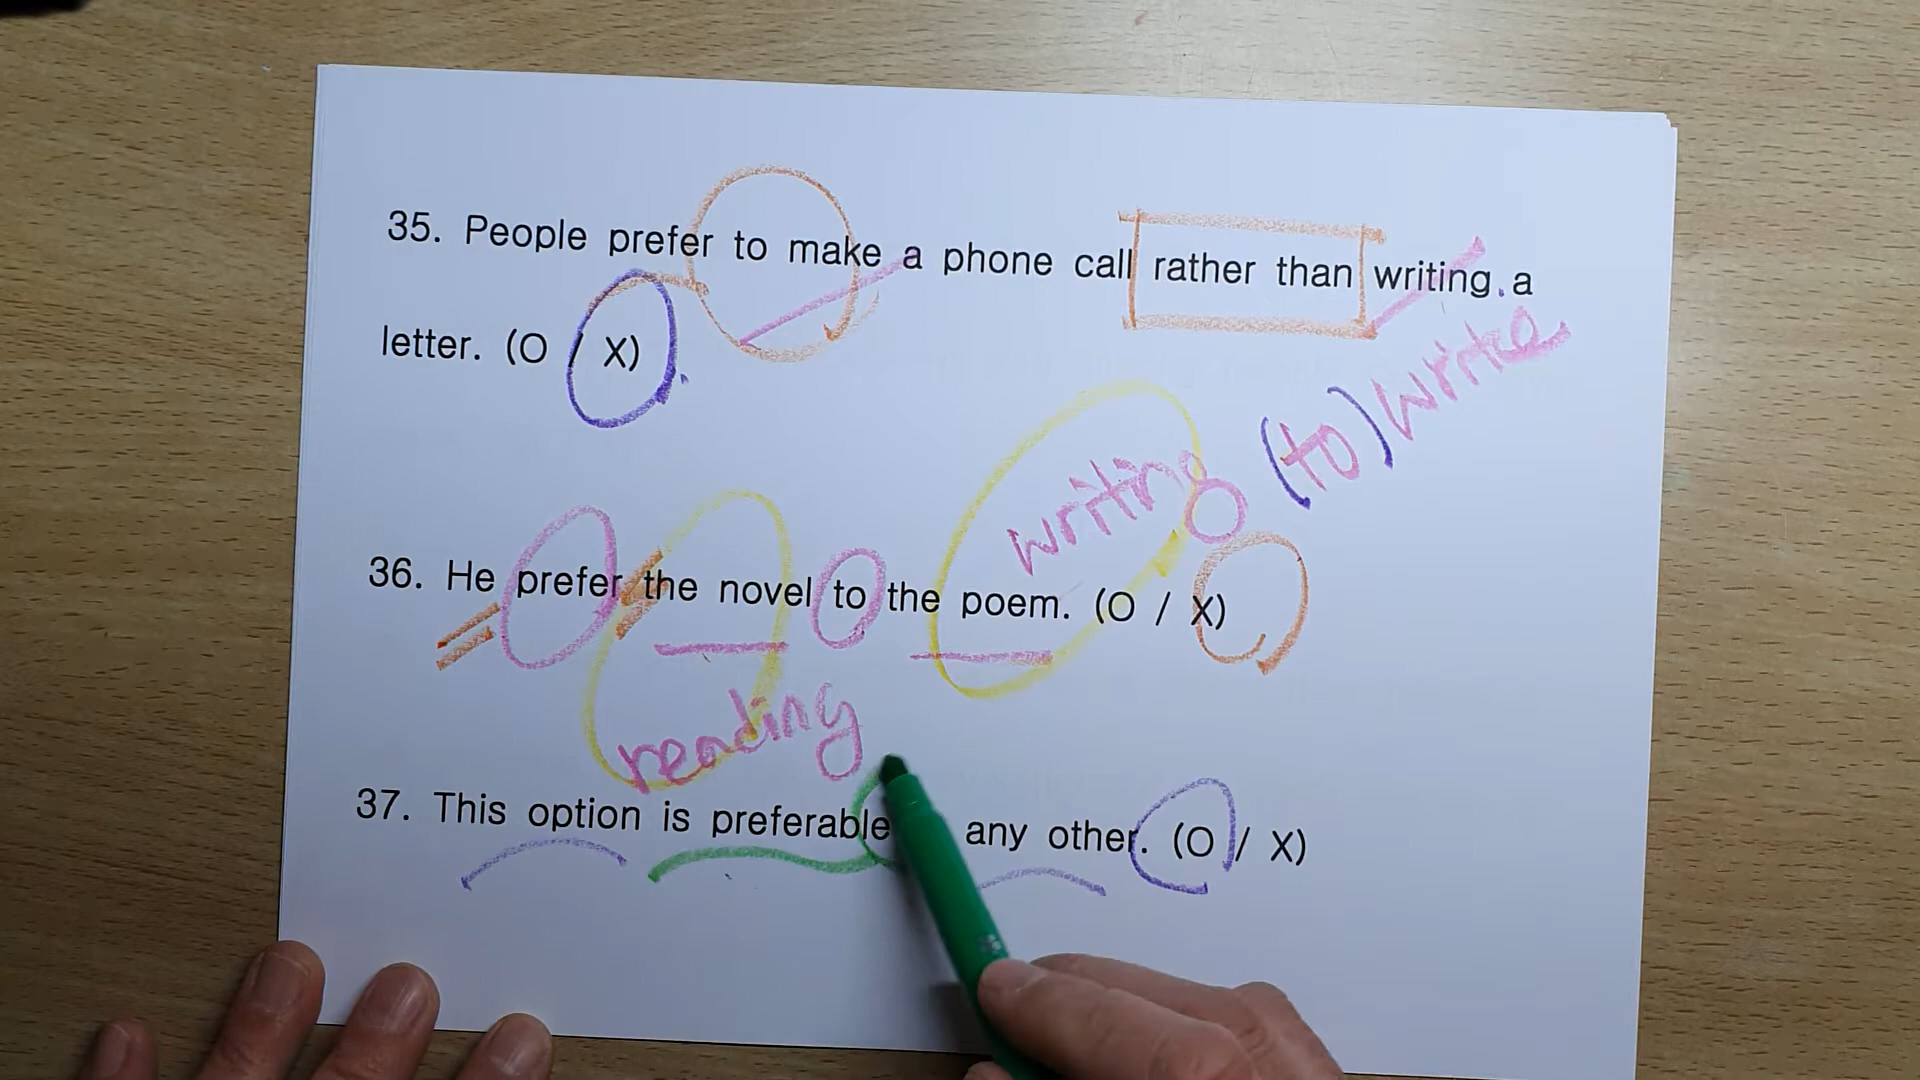 35. People prefer to make a phone call rather than writing a
letter. (O / X)
(to) write
writing
36. He prefer the novel to the poem. (O / X)
reading
37. This option is preferable any other. (O / X)